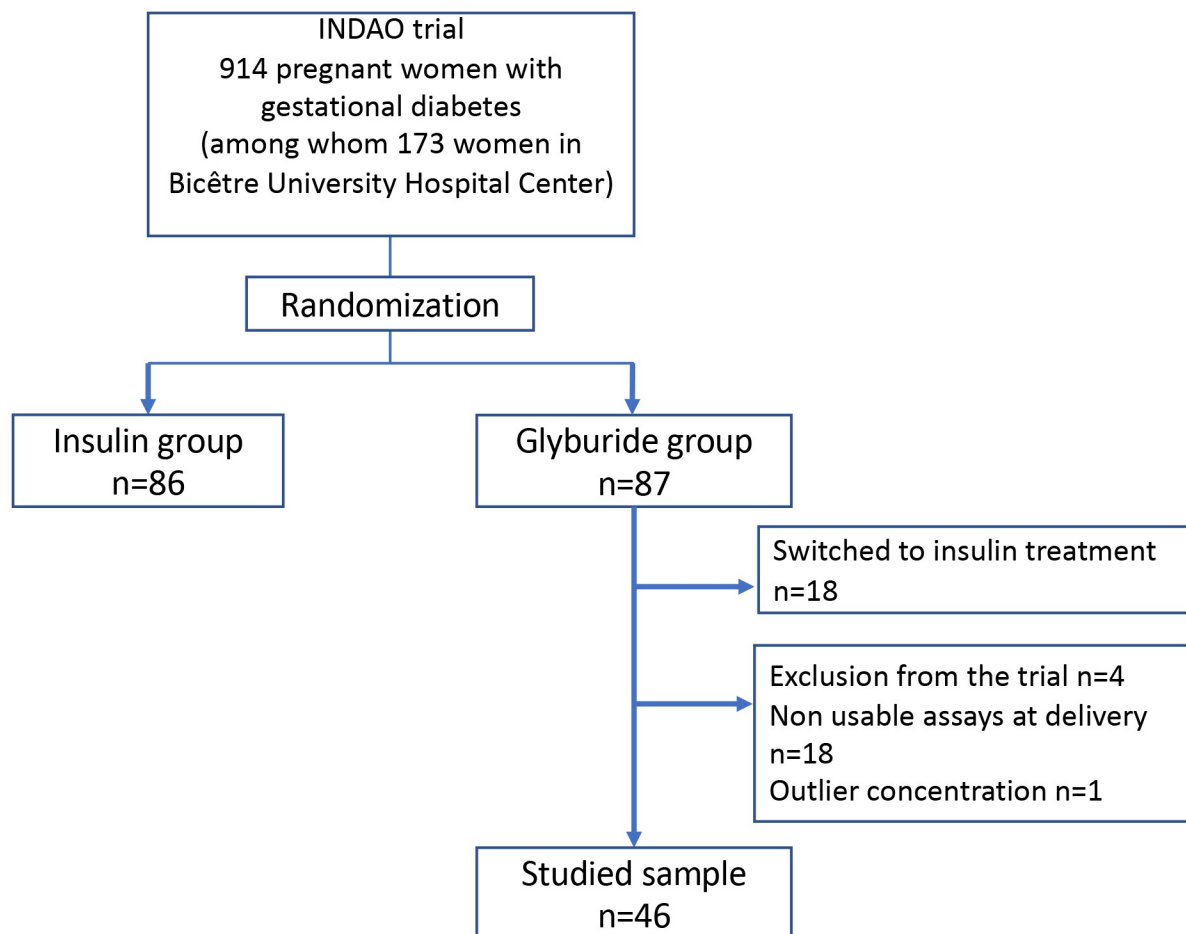 INDAO trial
914 pregnant women with
gestational diabetes
(among whom 173 women in
Bicêtre University Hospital Center)
Randomization
Insulin group
n=86
Glyburide group
n=87
Switched to insulin treatment
n=18
Exclusion from the trial n=4
Non usable assays at delivery
n=18
Outlier concentration n=1
Studied sample
n=46